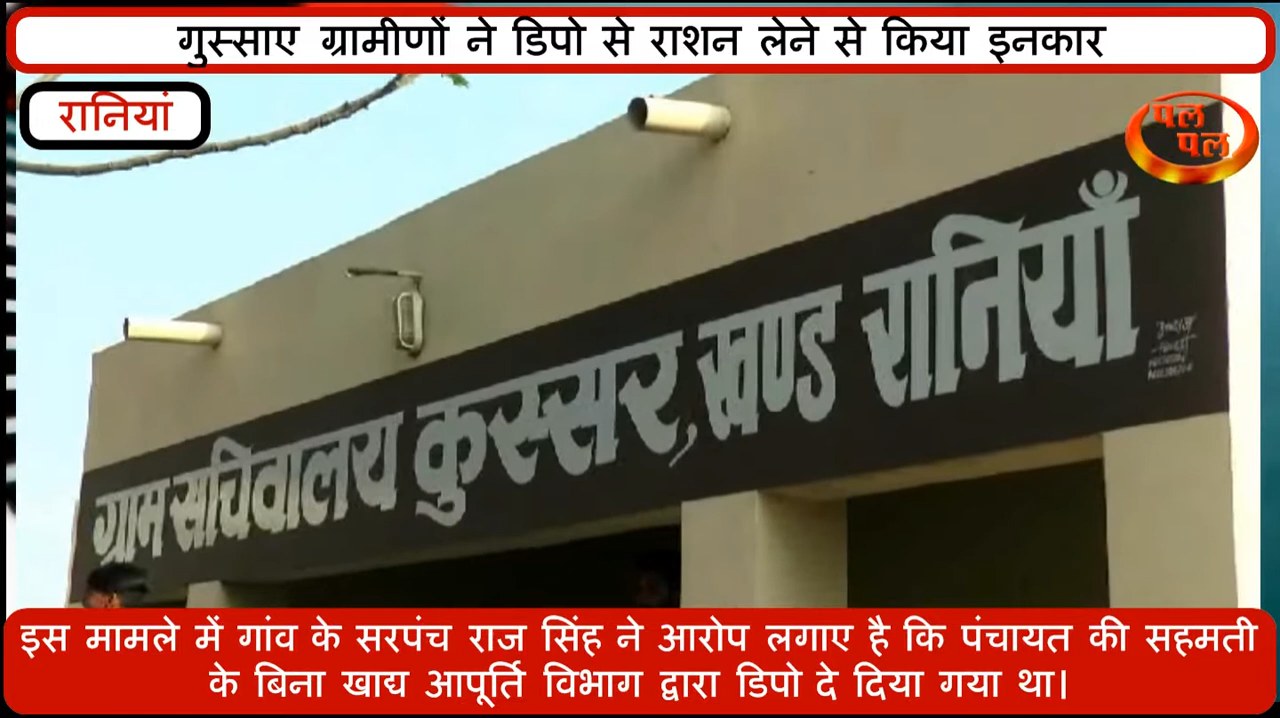 गुस्साए ग्रामीणों ने डिपो से राशन लेने से किया इनकार
रानियां
पल
पल
ग्राम सचिवालय कुस्सर, खण्ड रानियाँ
इस मामले में गांव के सरपंच राज सिंह ने आरोप लगाए है कि पंचायत की सहमती
के बिना खाद्य आपूर्ति विभाग द्वारा डिपो दे दिया गया था।